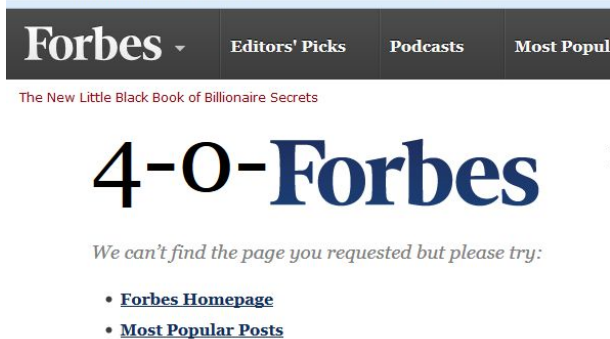 Forbes Editors' Picks Podcasts Most Popul
The New Little Black Book of Billionaire Secrets
4-0-Forbes
We can't find the page you requested but please try:
• Forbes Homepage
• Most Popular Posts